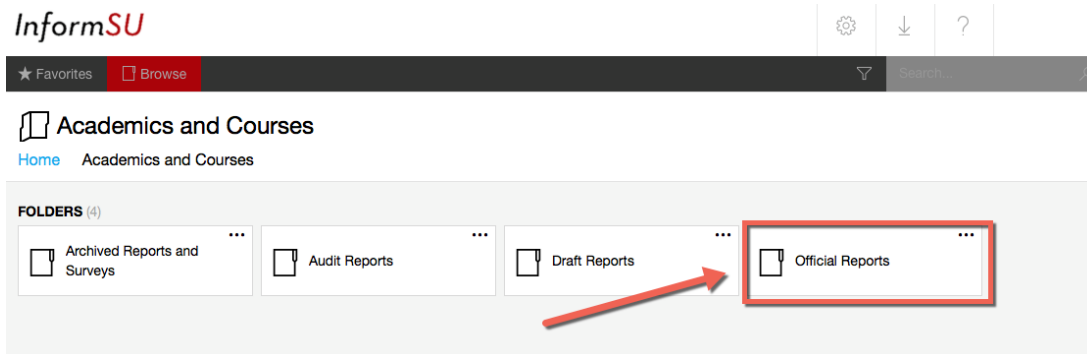 InformSU
?
★ Favorites Browse Search...
Academics and Courses
Home Academics and Courses
FOLDERS (4)
Archived Reports and
Surveys
Audit Reports
Draft Reports
Official Reports